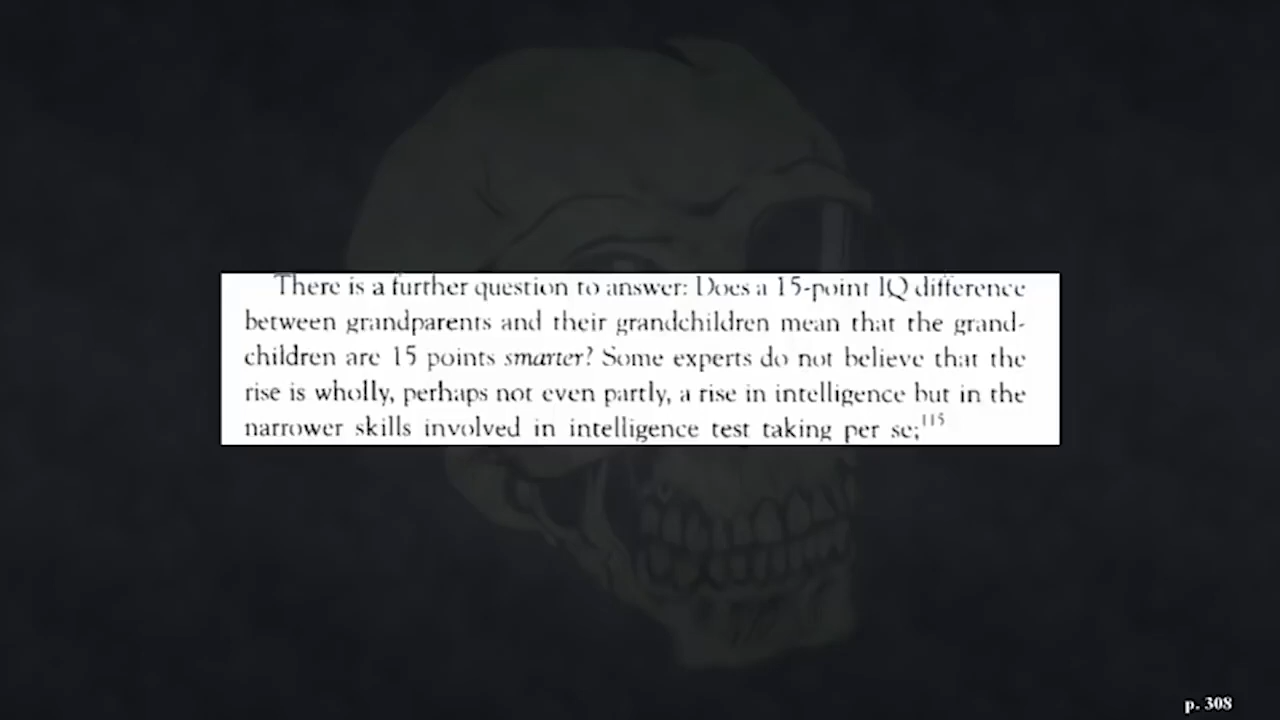 There is a further question to answer: Does a 15-point IQ difference
between grandparents and their grandchildren mean that the grand-
children are 15 points smarter? Some experts do not believe that the
rise is wholly, perhaps not even partly, a rise in intelligence but in the
narrower skills involved in intelligence test taking per se;115
p. 308